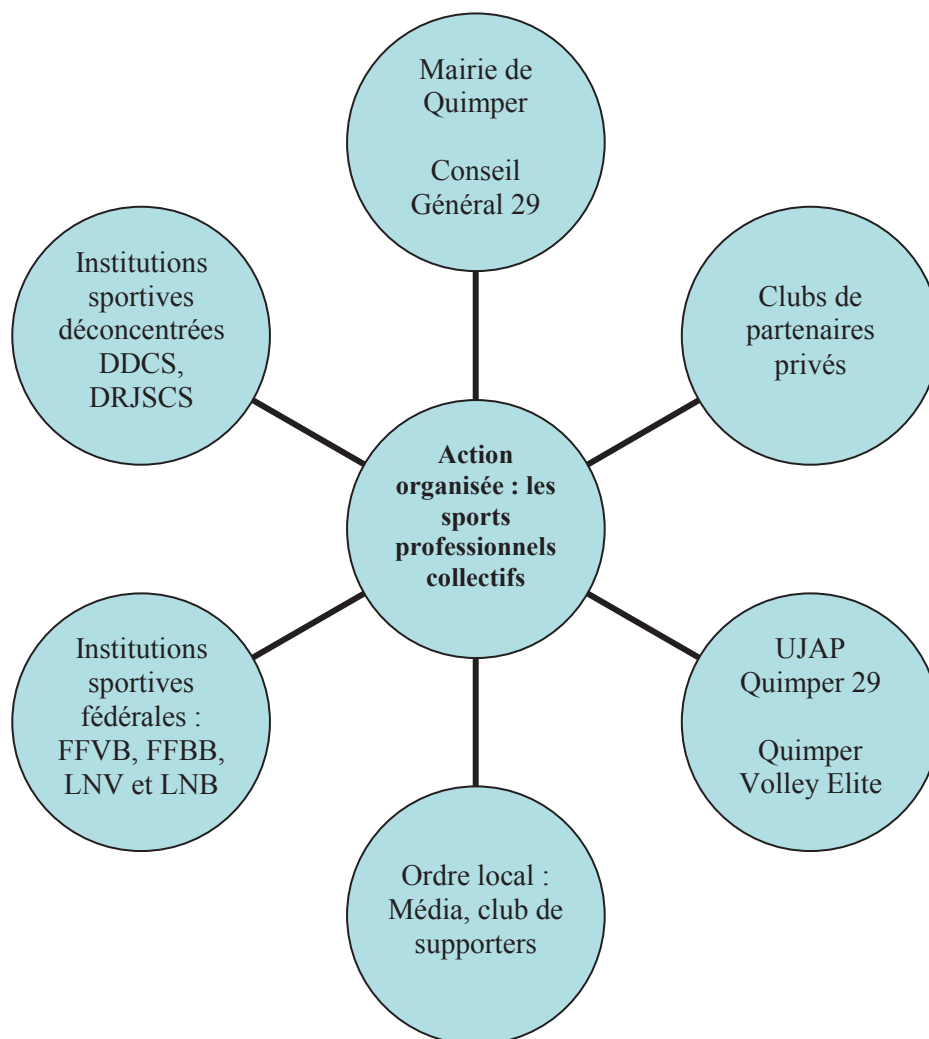 Mairie de
Quimper
Conseil
Général 29
Institutions
sportives
déconcentrées
DDCS,
DRJSCS
Clubs de
partenaires
privés
Action
organisée : les
sports
professionnels
collectifs
Institutions
sportives
fédérales :
FFVB, FFBB,
LNV et LNB
UJAP
Quimper 29
Quimper
Volley Elite
Ordre local :
Média, club de
supporters